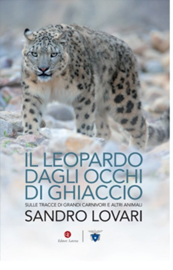 IL LEOPARDO
DAGLI OCCHI
DI GHIACCIO
SULLE TRACCE DI GRANDI CARNIVORI E ALTRI ANIMALI
SANDRO LOVARI